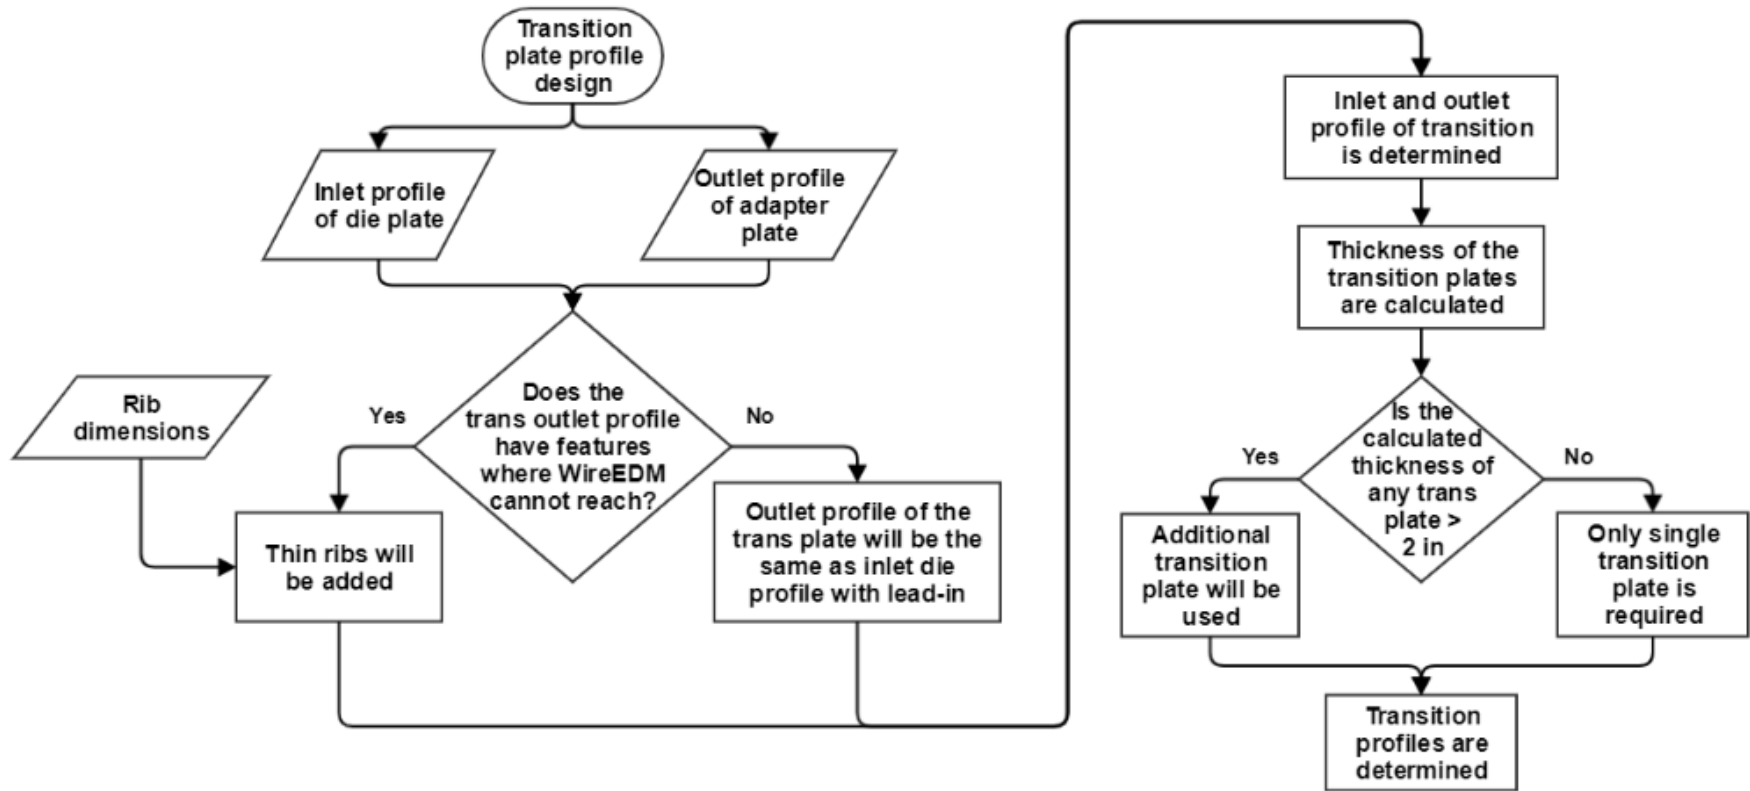 Transition
plate profile
design
Inlet profile
of die plate
Outlet profile
of adapter
plate
Does the
trans outlet profile
have features
where WireEDM
cannot reach?
Yes
No
Rib
dimensions
Thin ribs will
be added
Outlet profile of the
trans plate will be the
same as inlet die
profile with lead-in
Inlet and outlet
profile of transition
is determined
Thickness of the
transition plates
are calculated
Is the
calculated
thickness of
any trans
plate >
2 in
Yes
No
Additional
transition
plate will be
used
Only single
transition
plate is
required
Transition
profiles are
determined